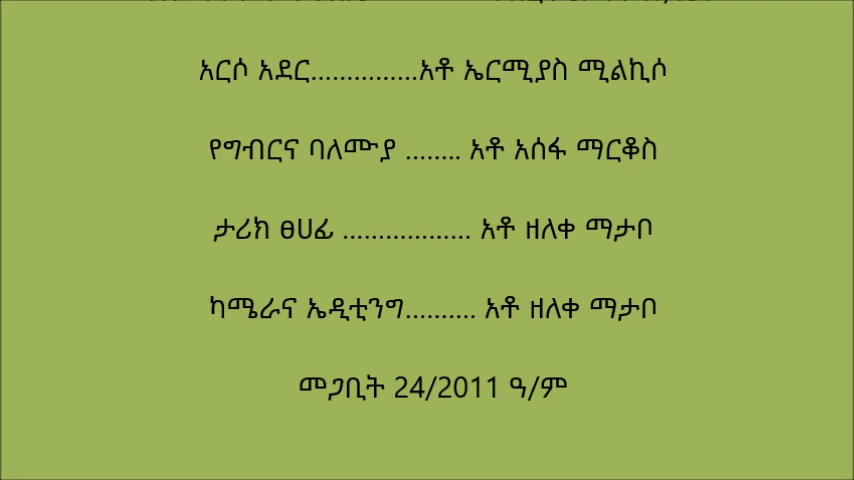 አርሶ አደር...............አቶ ኤርሚያስ ሚልኪሶ
የግብርና ባለሙያ ........ አቶ አሰፋ ማርቆስ
ታሪክ ፀሀፊ .................. አቶ ዘለቀ ማታቦ
ካሜራና ኤዲቲንግ.......... አቶ ዘለቀ ማታቦ
መጋቢት 24/2011 ዓ/ም